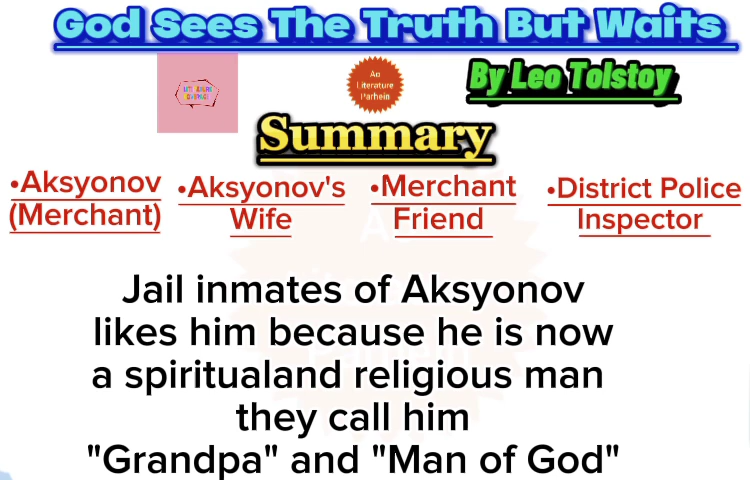 God Sees The Truth But Waits
By Leo Tolstoy
Ao
Literature
Parhein
Summary
•Aksyonov
(Merchant)
•Aksyonov's
Wife
•Merchant
Friend
•District Police
Inspector
Jail inmates of Aksyonov
likes him because he is now
a spiritualand religious man
they call him
"Grandpa" and "Man of God"